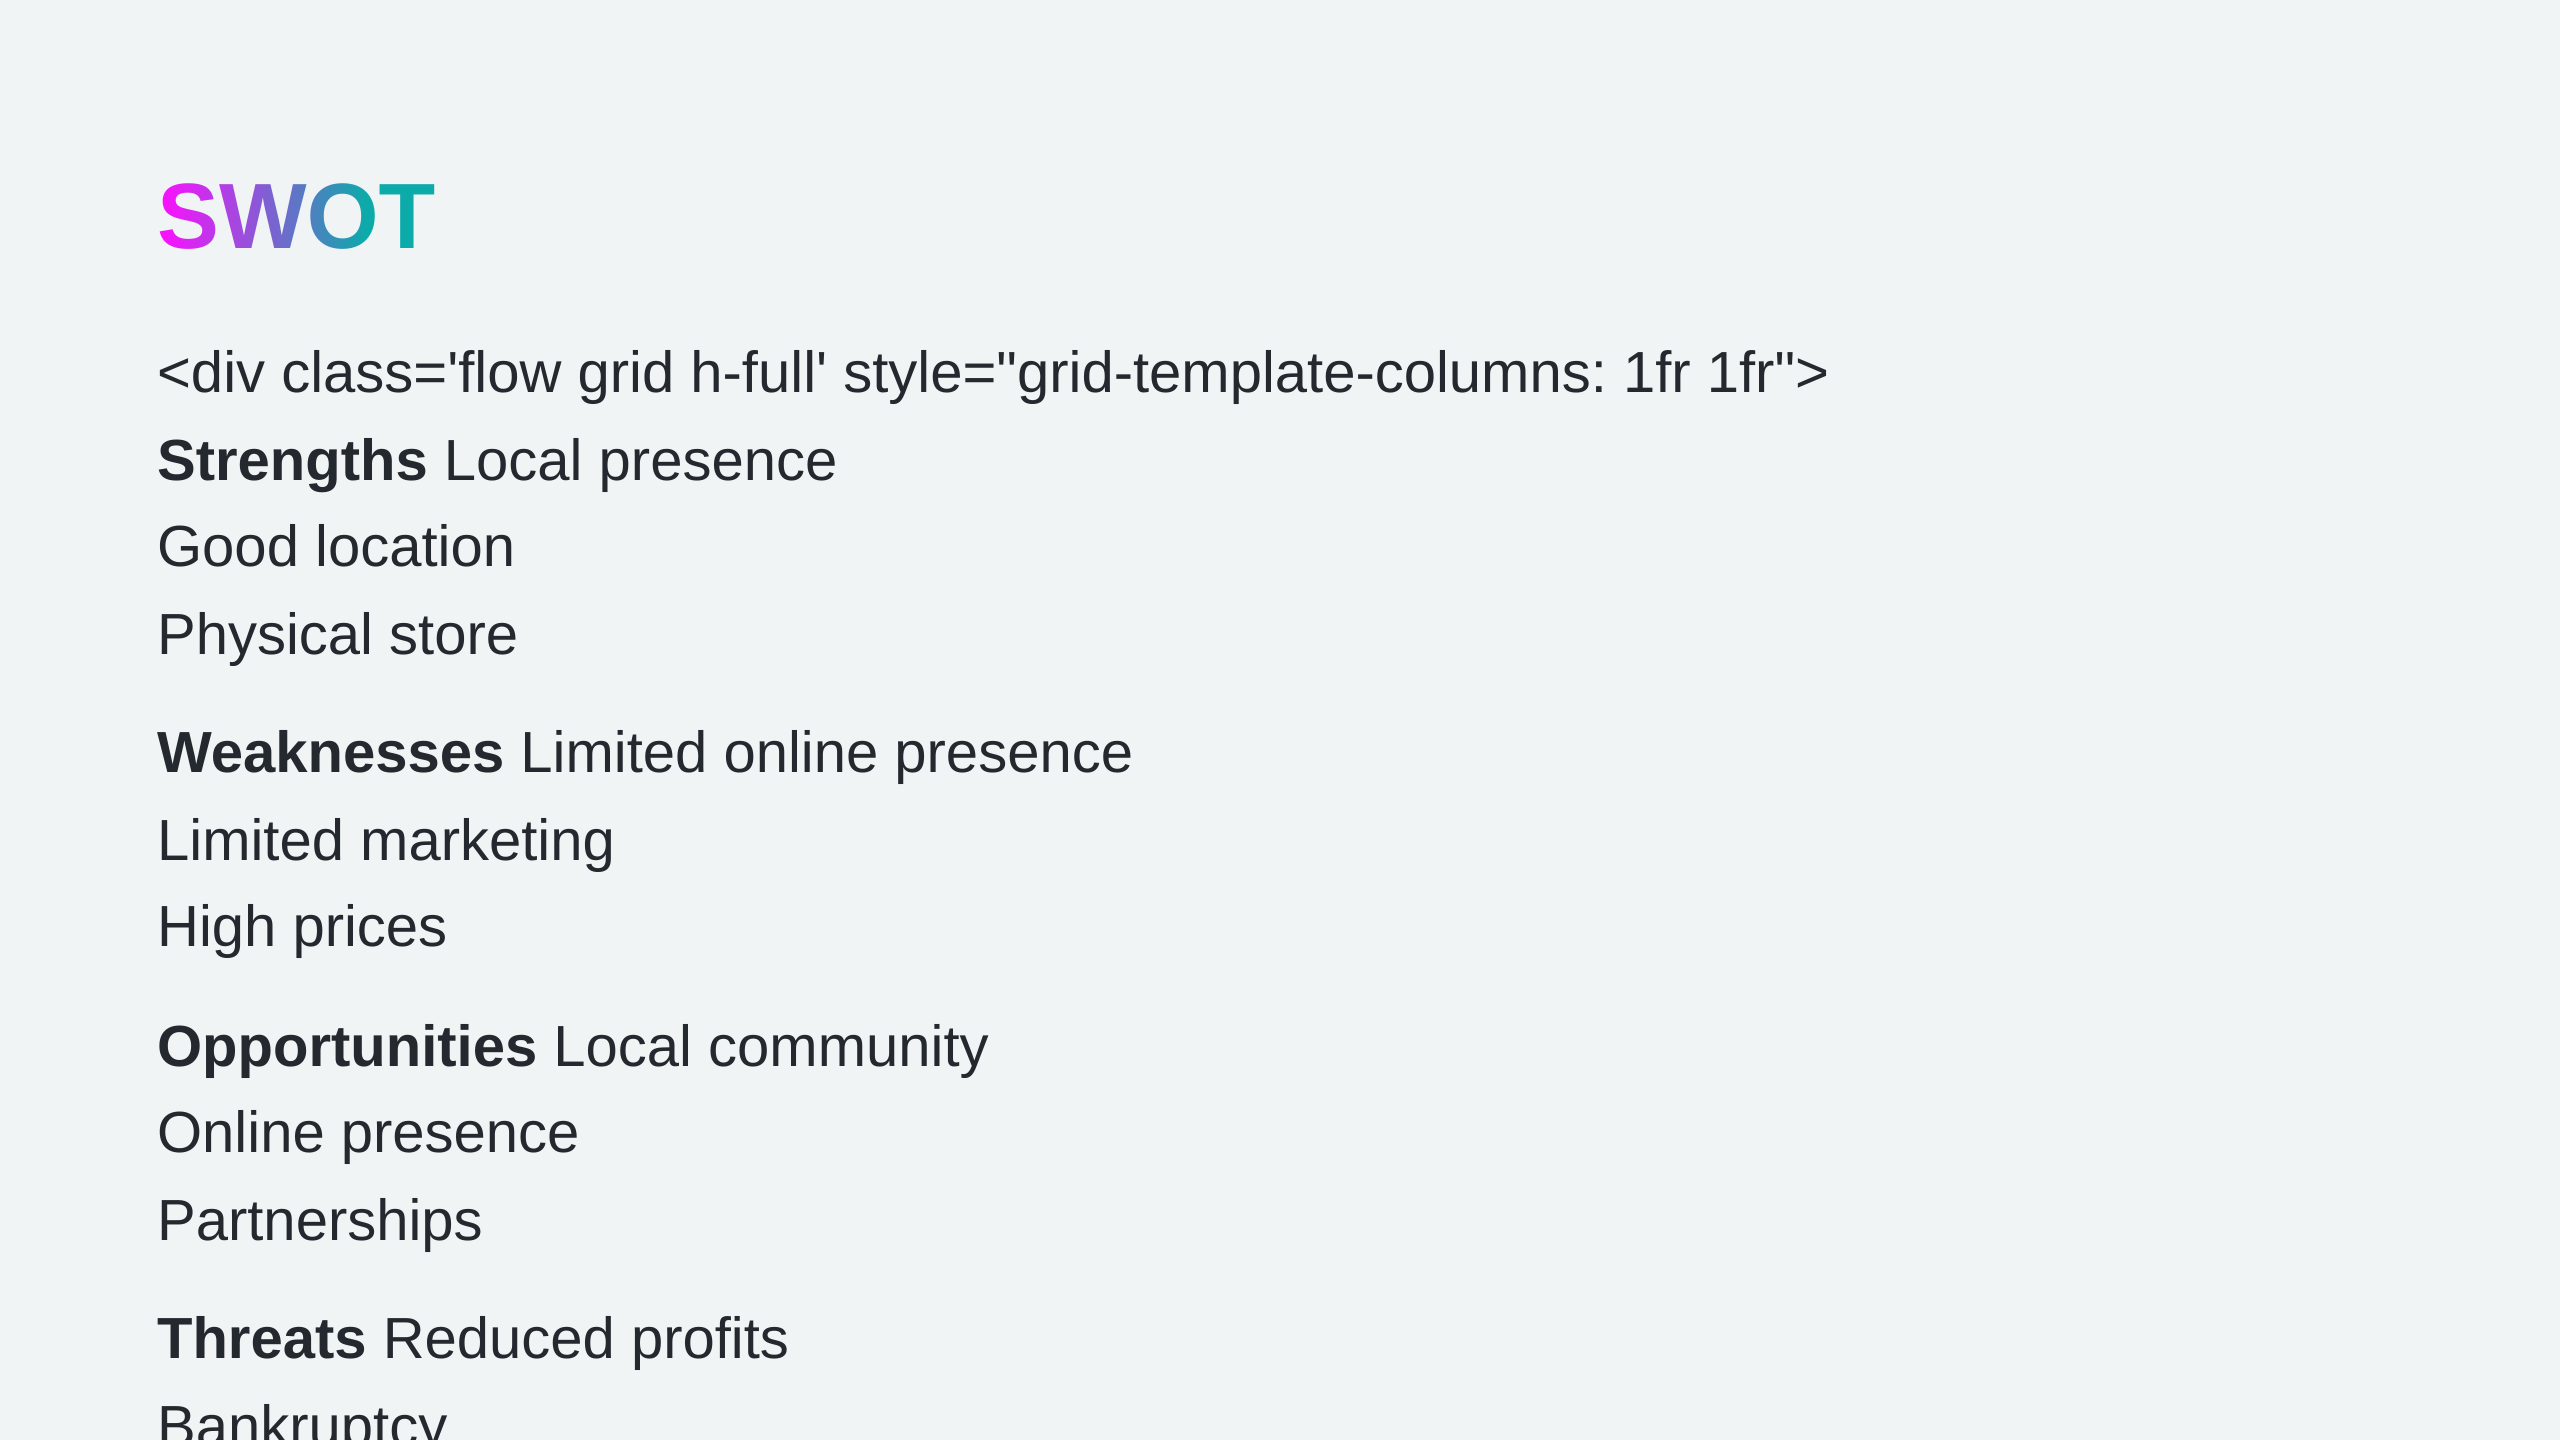 SWOT
<div class='flow grid h-full' style="grid-template-columns: 1fr 1fr">
Strengths Local presence
Good location
Physical store
Weaknesses Limited online presence
Limited marketing
High prices
Opportunities Local community
Online presence
Partnerships
Threats Reduced profits
Bankruptcy